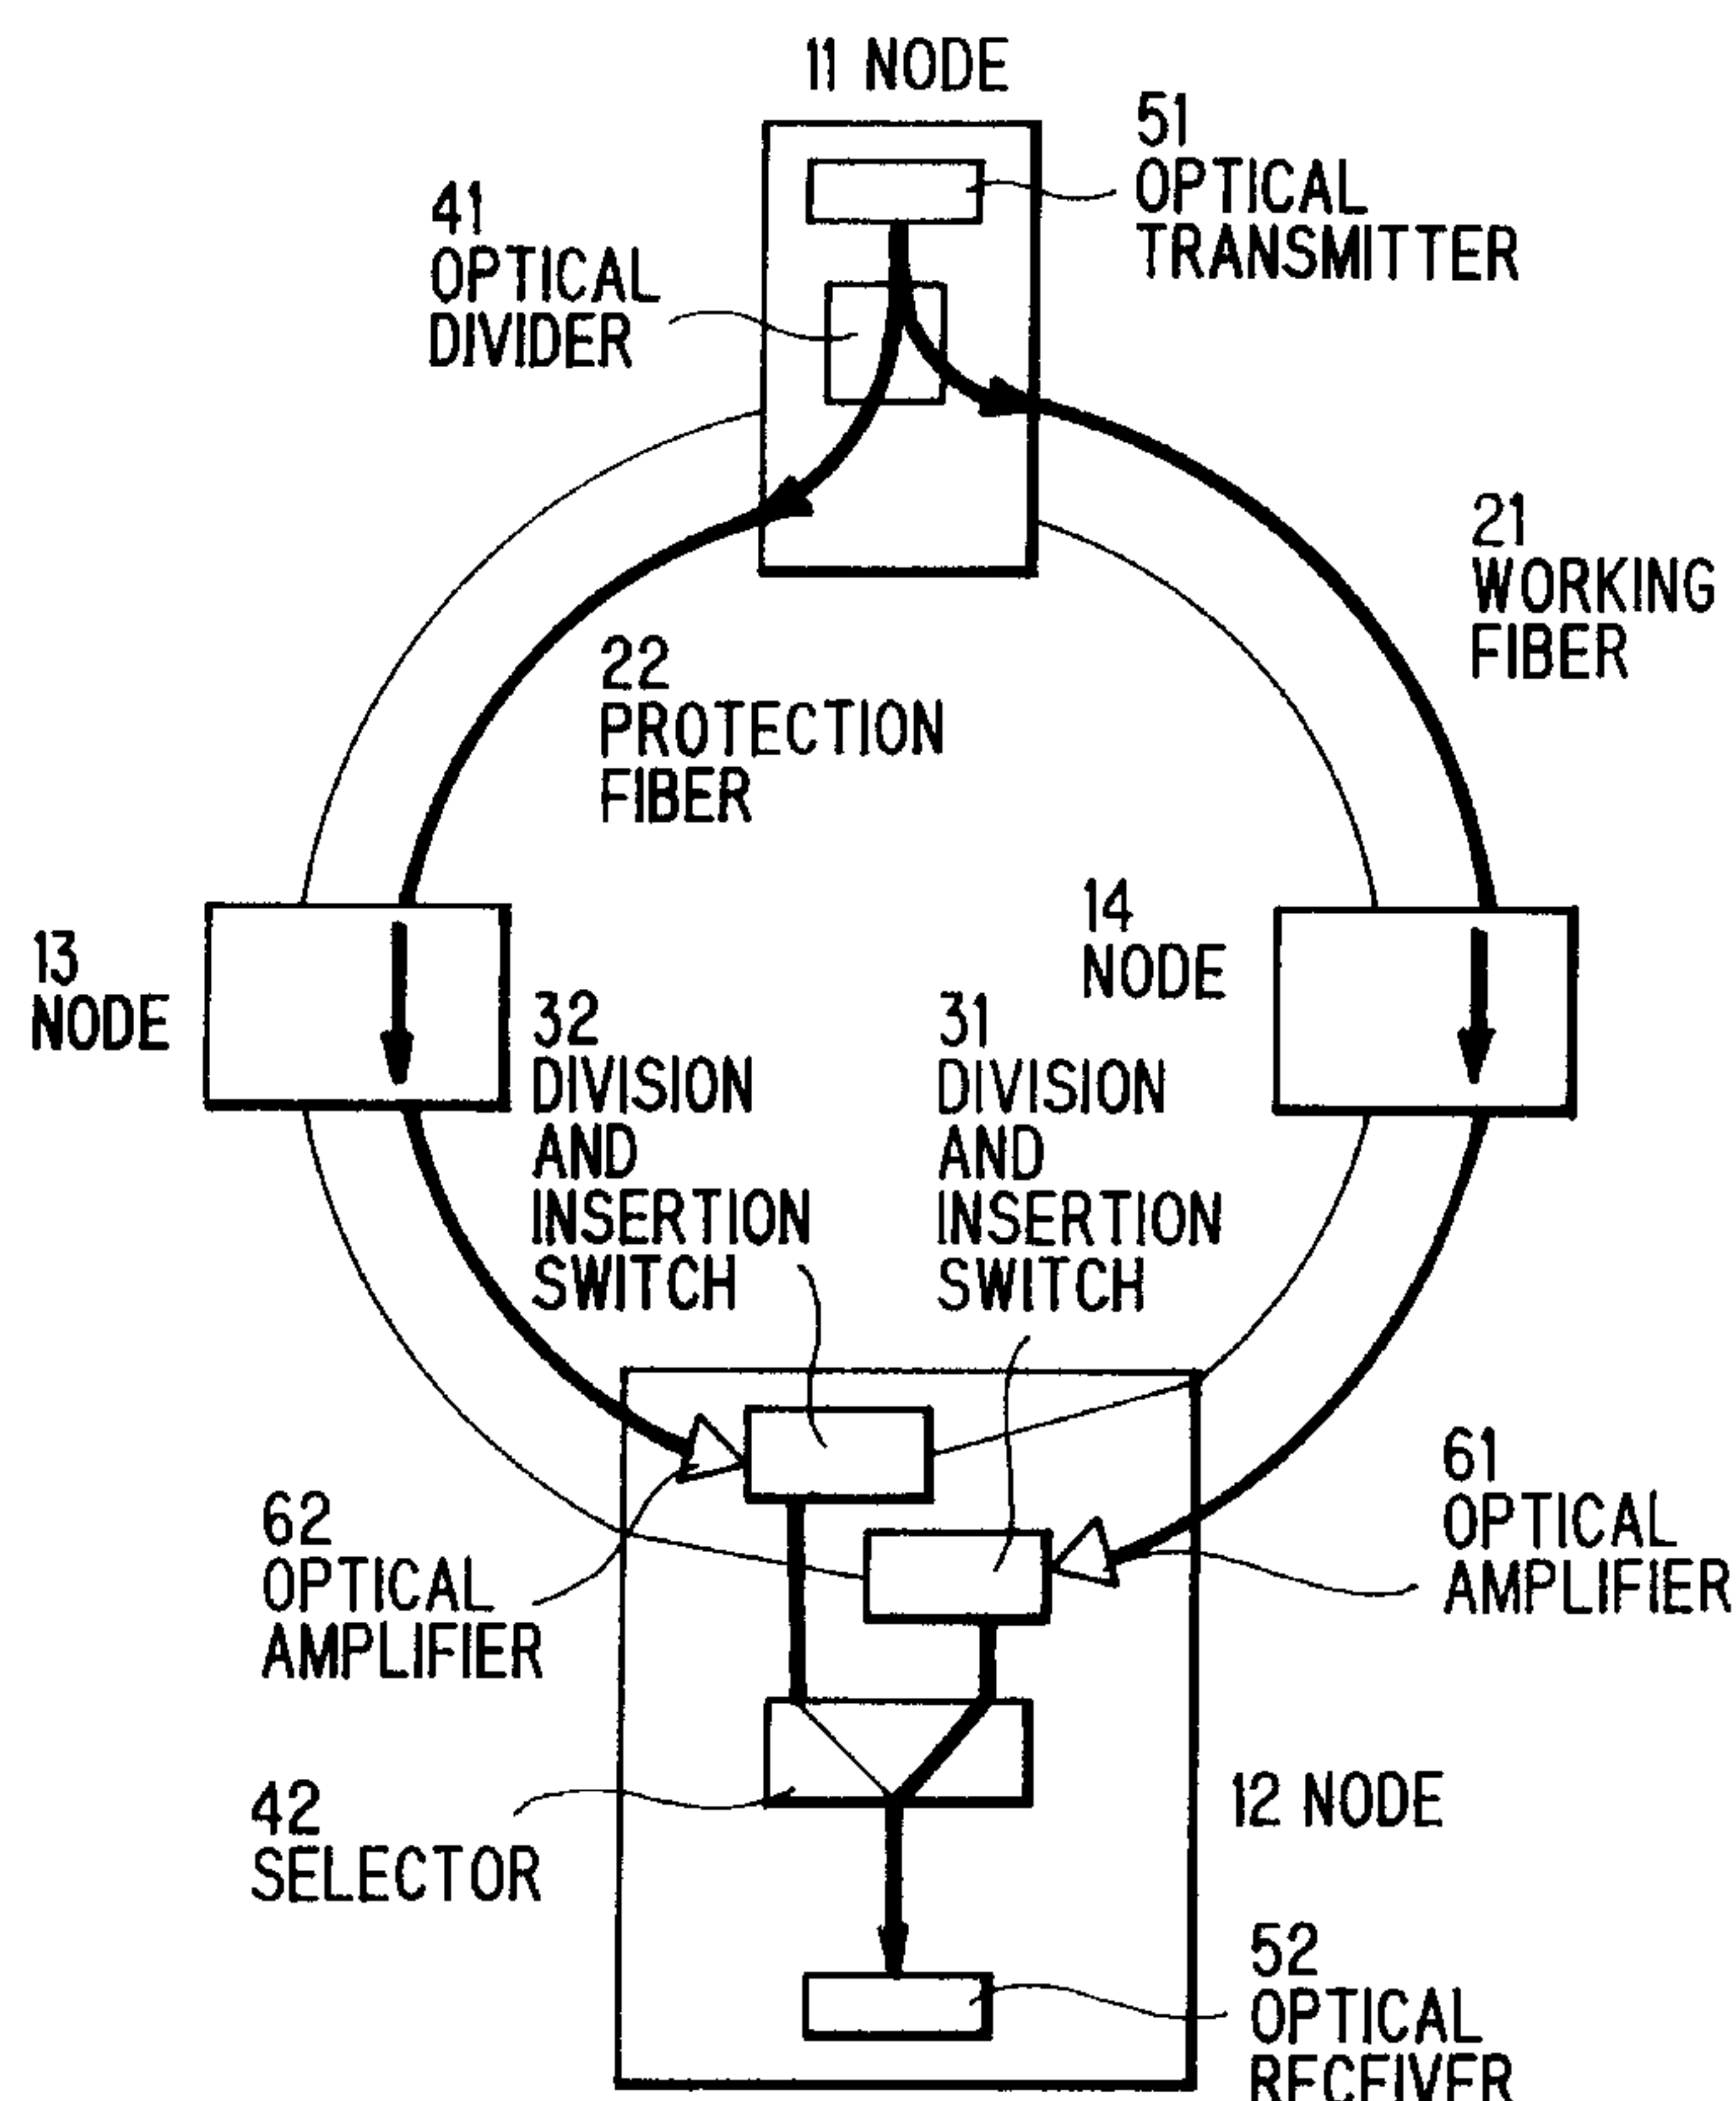 11 NODE
51
OPTICAL
TRANSMITTER
41
OPTICAL
DIVIDER
21
WORKING
FIBER
22
PROTECTION
FIBER
14
NODE
13
NODE
32
DIVISION
AND
INSERTION
SWITCH
31
DIVISION
AND
INSERTION
SWITCH
61
OPTICAL
AMPLIFIER
62
OPTICAL
AMPLIFIER
12 NODE
42
SELECTOR
52
OPTICAL
RECEIVER